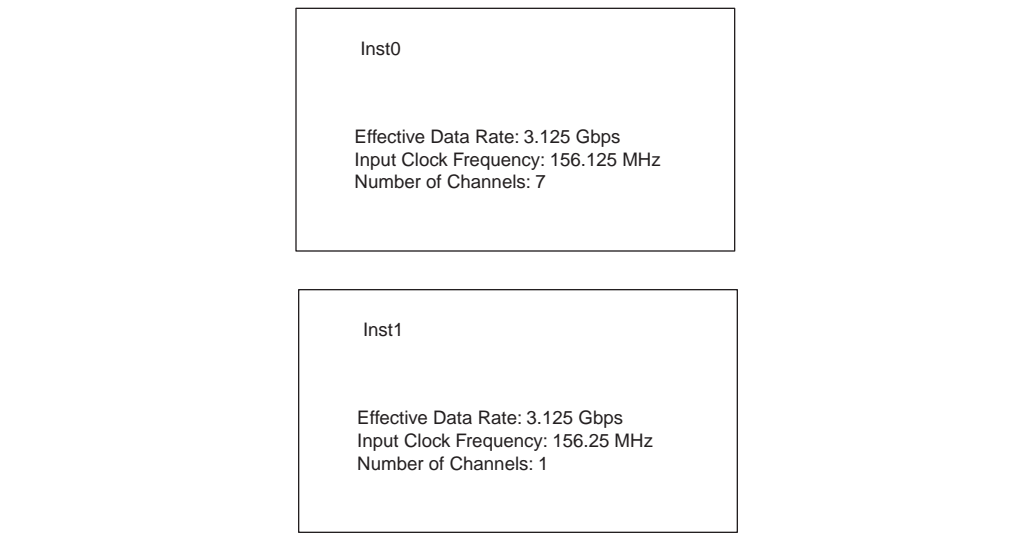 Inst0
Effective Data Rate: 3.125 Gbps
Input Clock Frequency: 156.125 MHz
Number of Channels: 7
Inst1
Effective Data Rate: 3.125 Gbps
Input Clock Frequency: 156.25 MHz
Number of Channels: 1